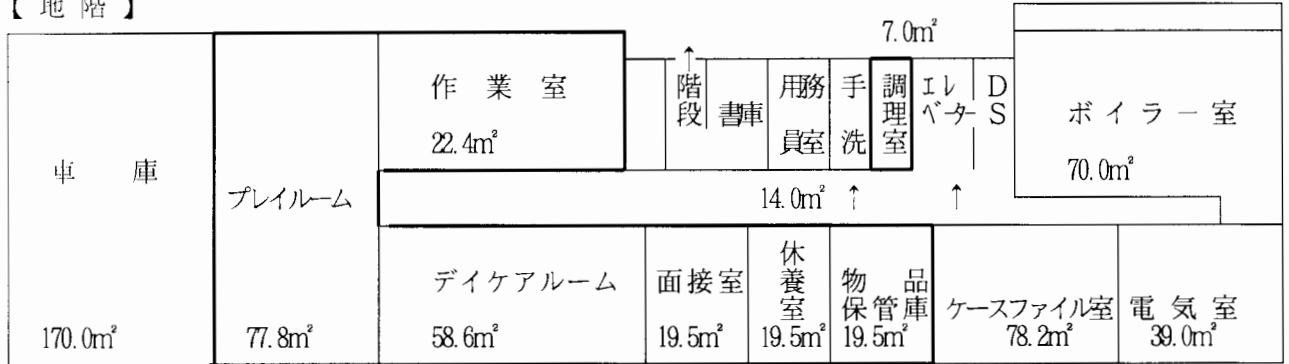 【 地 階 】
7.0㎡
作 業 室
22.4㎡
階段
書庫
用務員室
手洗
調理室
エレベーター
DS
ボイラー室
70.0㎡
車 庫
170.0㎡
プレイルーム
77.8㎡
14.0㎡
デイケアルーム
58.6㎡
面接室
19.5㎡
休養室
19.5㎡
物品保管庫
19.5㎡
ケースファイル室
78.2㎡
電気室
39.0㎡